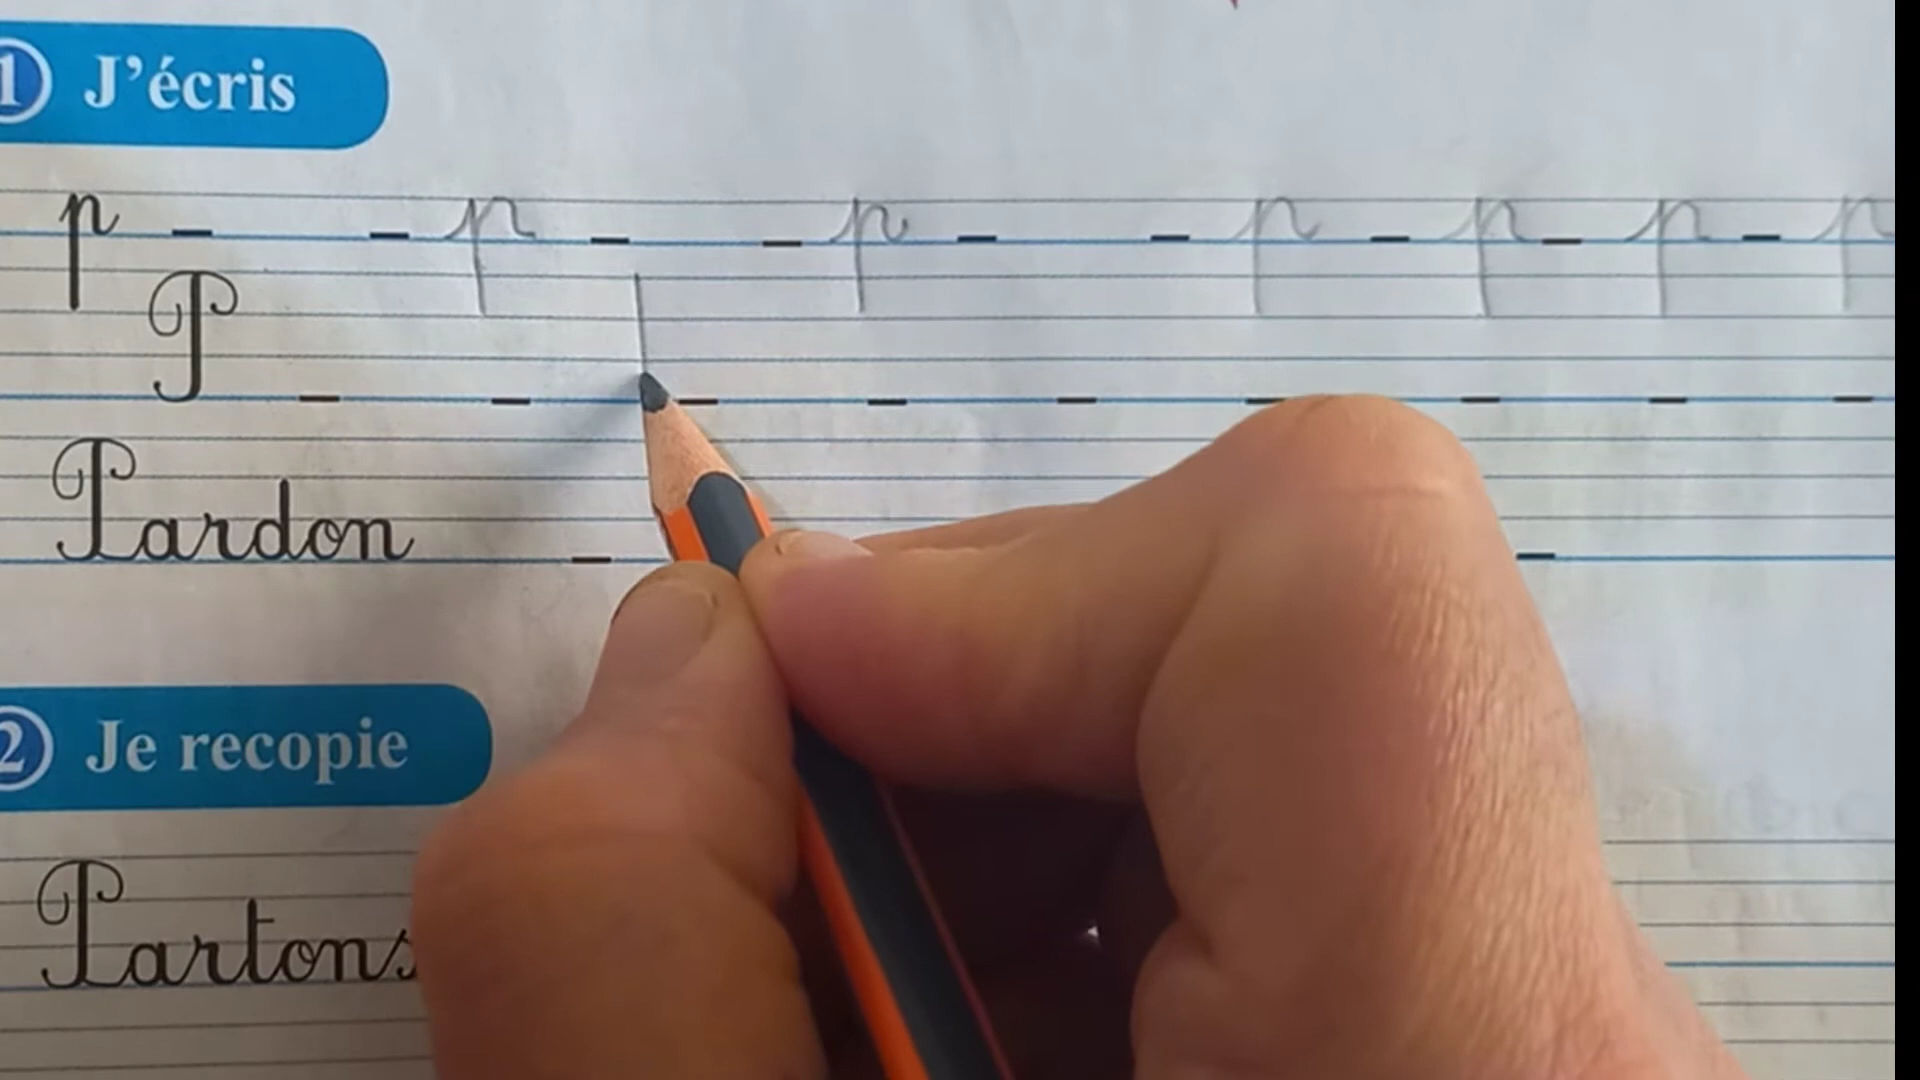 1 J'écris
p - - p - - p - - p - p - p - p
P - - - - - - - - -
Pardon - -
2 Je recopie
Partons